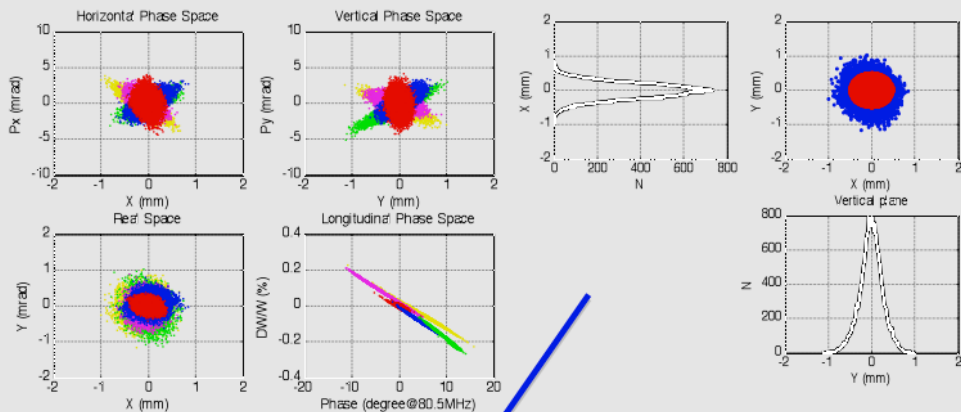 Horizontal Phase Space
10
5
0
-5
-10
Px (mrad)
-2 -1 0 1 2
X (mm)
Vertical Phase Space
10
5
0
-5
-10
Py (mrad)
-2 -1 0 1 2
Y (mm)
2
1
0
-1
-2
X (mm)
0 200 400 600 800
N
2
1
0
-1
-2
Y (mm)
-2 -1 0 1 2
X (mm)
Real Space
2
1
0
-1
-2
Y (mrad)
-2 -1 0 1 2
X (mm)
Longitudinal Phase Space
0.4
0.2
0
-0.2
-0.4
DW/W (%)
-20 -10 0 10 20
Phase (degree@80.5MHz)
Vertical plane
800
600
400
200
0
N
-2 -1 0 1 2
Y (mm)